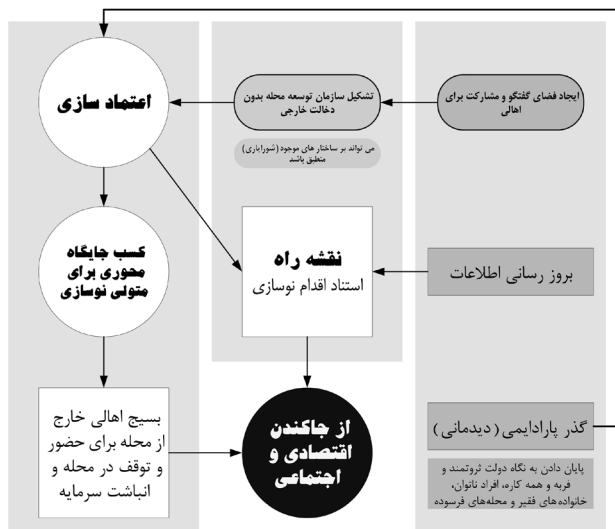 ایجاد فضای گفتگو و مشارکت برای
اهالی
تشکیل سازمان توسعه محله بدون
دخالت خارجی
می تواند بر ساختار های موجود (شورایاری)
منطبق باشد
اعتماد سازی
بروز رسانی اطلاعات
نقشه راه
استناد اقدام نوسازی
کسب جایگاه
محوری برای
متولی نوسازی
گذر پارادایمی (دیدمانی)
پایان دادن به نگاه دولت ثروتمند و
فربه و همه کاره، افراد ناتوان،
خانواده‌های فقیر و محله‌های فرسوده
از جاکندن
اقتصادی و
اجتماعی
بسیج اهالی خارج
از محله برای حضور
و توقف در محله و
انباشت سرمایه